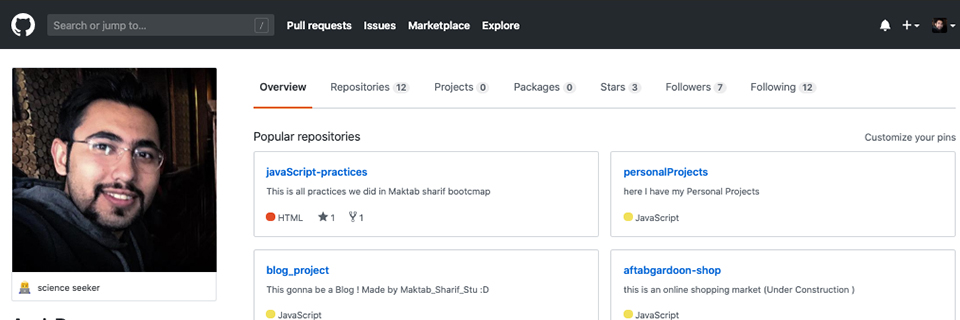 Search or jump to... /
Pull requests Issues Marketplace Explore
Overview Repositories 12 Projects 0 Packages 0 Stars 3 Followers 7 Following 12
Popular repositories Customize your pins
javaScript-practices
This is all practices we did in Maktab sharif bootcmap
HTML 1 1
personalProjects
here I have my Personal Projects
JavaScript
science seeker
blog_project
This gonna be a Blog ! Made by Maktab_Sharif_Stu :D
JavaScript
aftabgardoon-shop
this is an online shopping market (Under Construction )
JavaScript